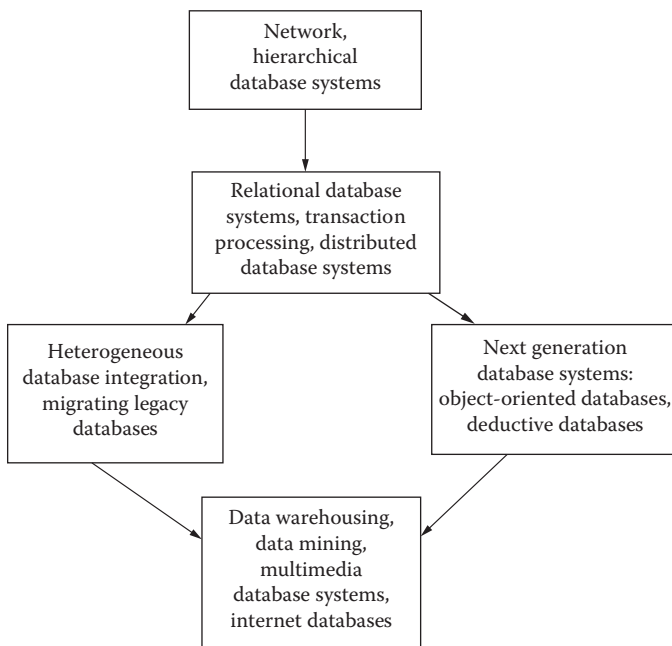 Network,
hierarchical
database systems
Relational database
systems, transaction
processing, distributed
database systems
Heterogeneous
database integration,
migrating legacy
databases
Next generation
database systems:
object-oriented databases,
deductive databases
Data warehousing,
data mining,
multimedia
database systems,
internet databases